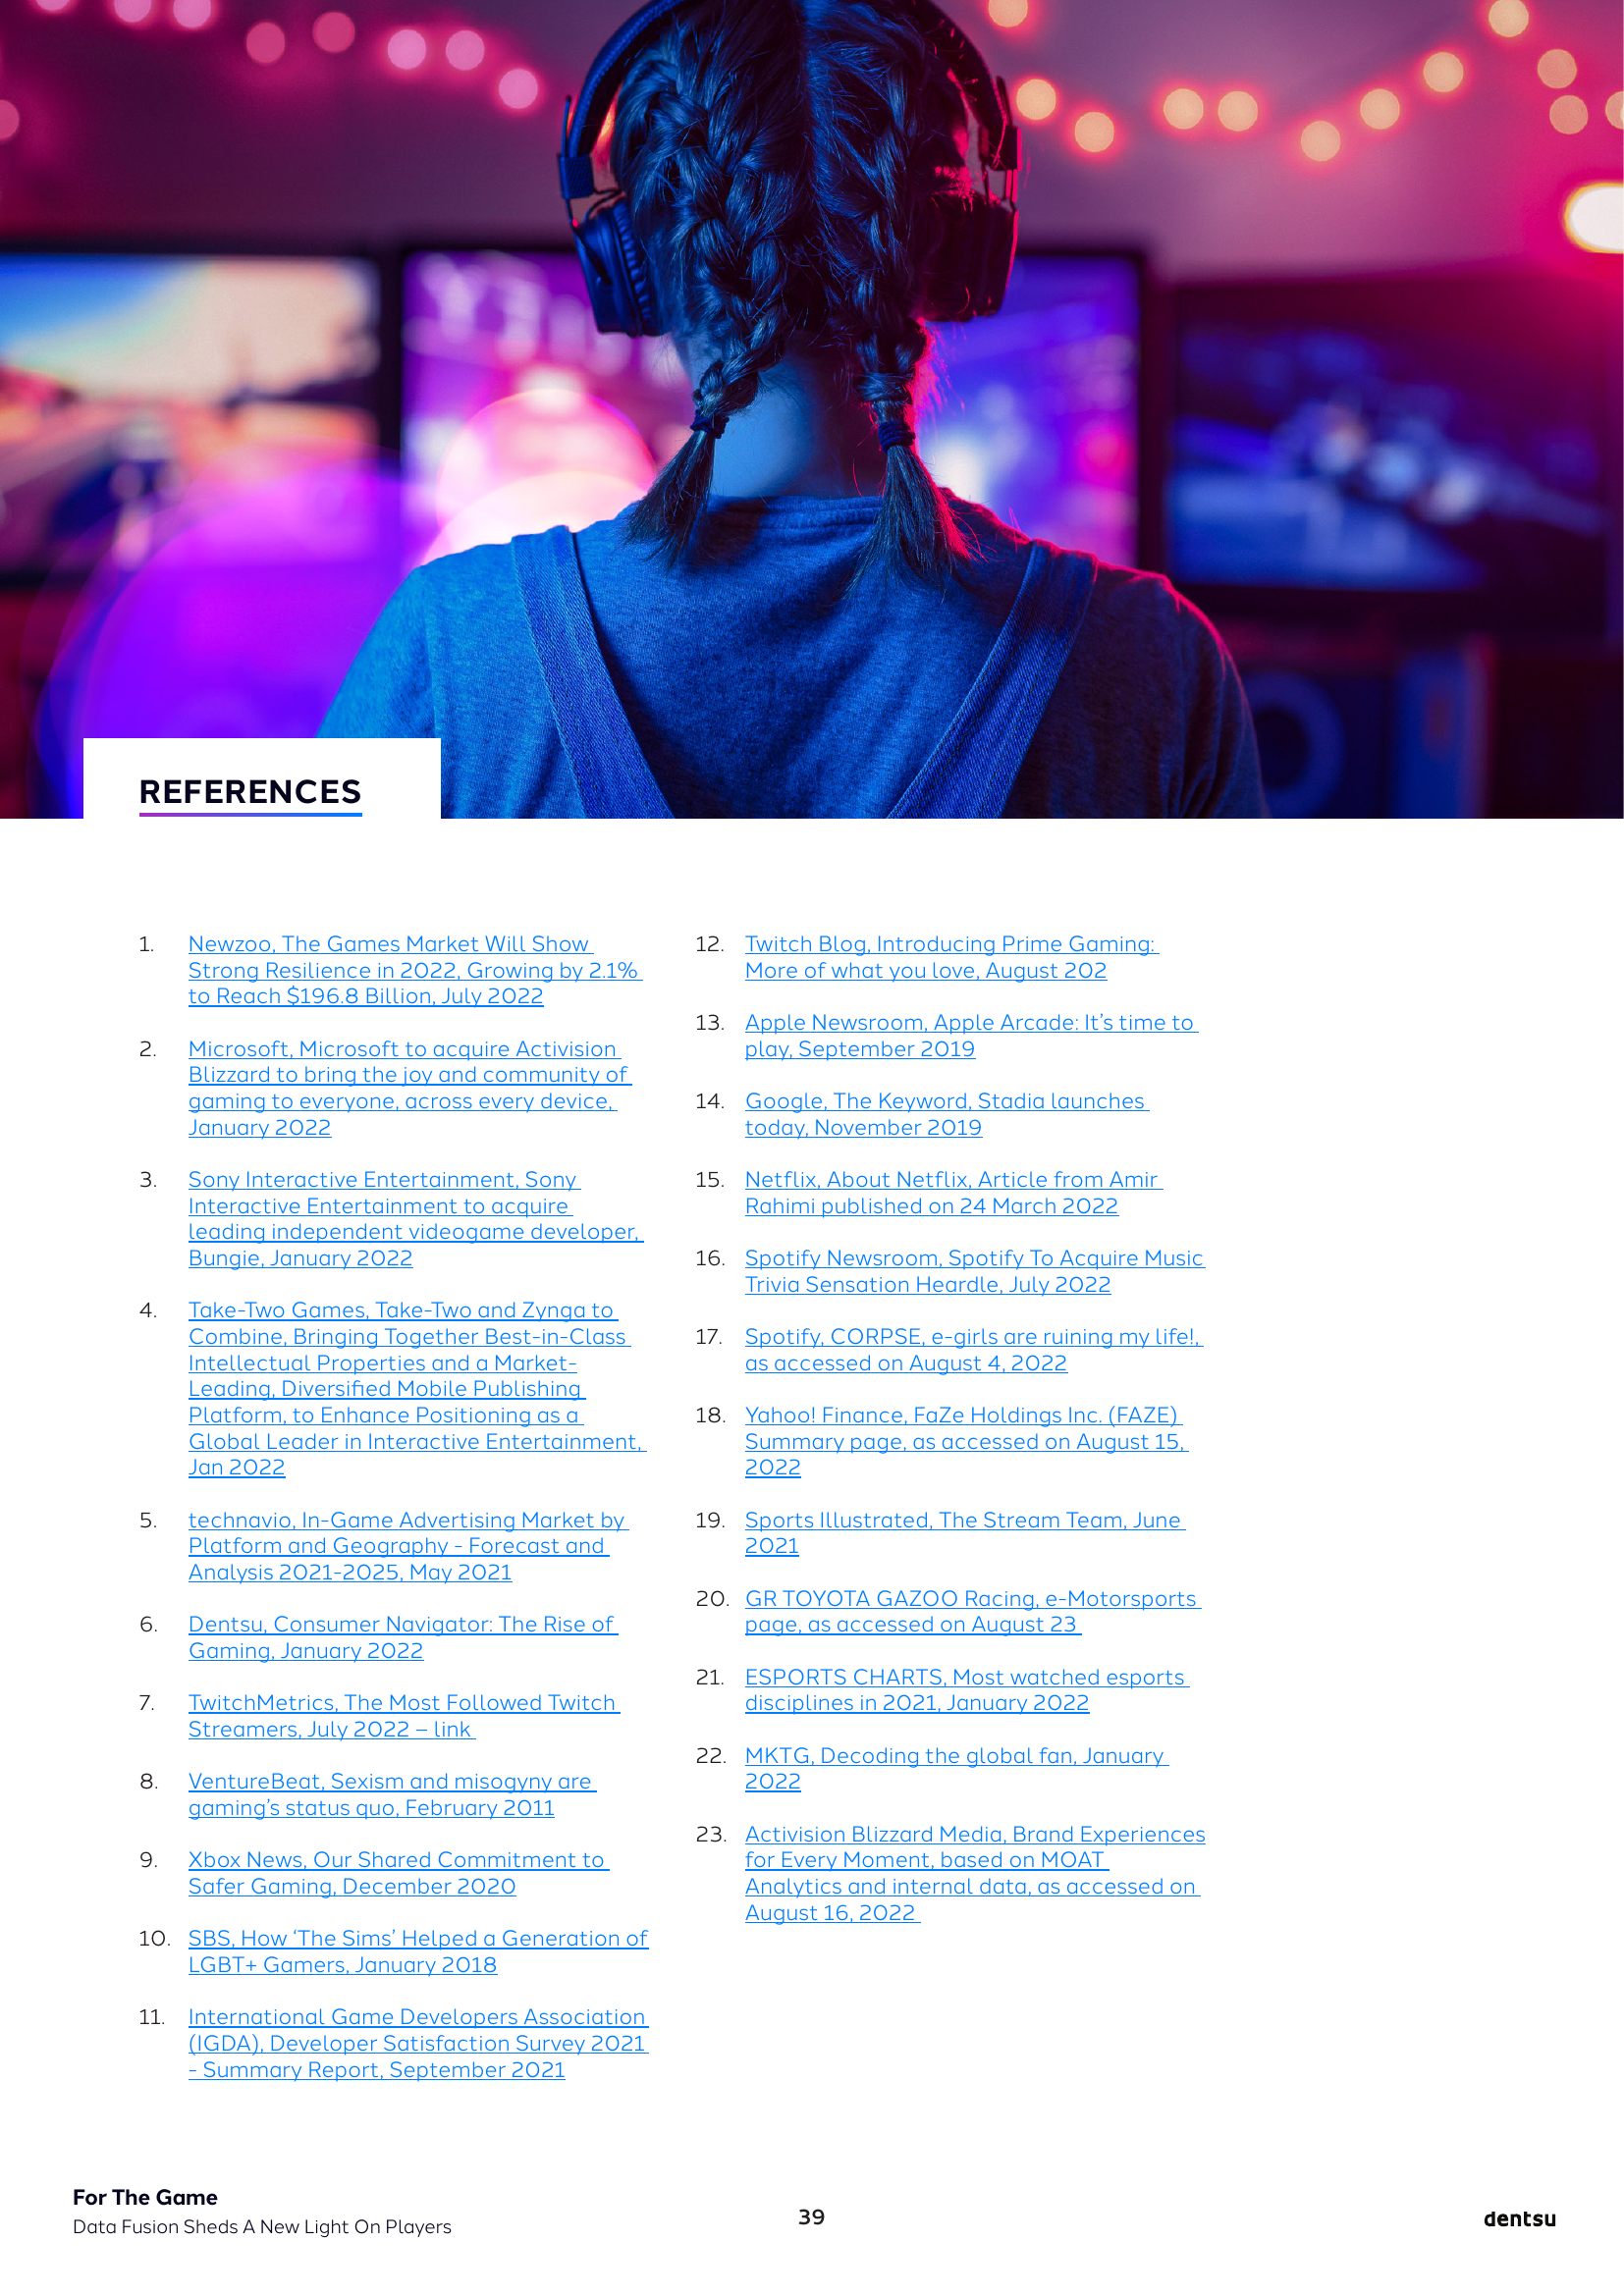 REFERENCES
1. Newzoo, The Games Market Will Show
Strong Resilience in 2022, Growing by 2.1%
to Reach $196.8 Billion, July 2022
2. Microsoft, Microsoft to acquire Activision
Blizzard to bring the joy and community of
gaming to everyone, across every device,
January 2022
3. Sony Interactive Entertainment, Sony
Interactive Entertainment to acquire
leading independent videogame developer,
Bungie, January 2022
4. Take-Two Games, Take-Two and Zynga to
Combine, Bringing Together Best-in-Class
Intellectual Properties and a Market-
Leading, Diversified Mobile Publishing
Platform, to Enhance Positioning as a
Global Leader in Interactive Entertainment,
Jan 2022
5. technavio, In-Game Advertising Market by
Platform and Geography - Forecast and
Analysis 2021-2025, May 2021
6. Dentsu, Consumer Navigator: The Rise of
Gaming, January 2022
7. TwitchMetrics, The Most Followed Twitch
Streamers, July 2022 – link
8. VentureBeat, Sexism and misogyny are
gaming’s status quo, February 2011
9. Xbox News, Our Shared Commitment to
Safer Gaming, December 2020
10. SBS, How ‘The Sims’ Helped a Generation of
LGBT+ Gamers, January 2018
11. International Game Developers Association
(IGDA), Developer Satisfaction Survey 2021
- Summary Report, September 2021
12. Twitch Blog, Introducing Prime Gaming:
More of what you love, August 202
13. Apple Newsroom, Apple Arcade: It’s time to
play, September 2019
14. Google, The Keyword, Stadia launches
today, November 2019
15. Netflix, About Netflix, Article from Amir
Rahimi published on 24 March 2022
16. Spotify Newsroom, Spotify To Acquire Music
Trivia Sensation Heardle, July 2022
17. Spotify, CORPSE, e-girls are ruining my life!,
as accessed on August 4, 2022
18. Yahoo! Finance, FaZe Holdings Inc. (FAZE)
Summary page, as accessed on August 15,
2022
19. Sports Illustrated, The Stream Team, June
2021
20. GR TOYOTA GAZOO Racing, e-Motorsports
page, as accessed on August 23
21. ESPORTS CHARTS, Most watched esports
disciplines in 2021, January 2022
22. MKTG, Decoding the global fan, January
2022
23. Activision Blizzard Media, Brand Experiences
for Every Moment, based on MOAT
Analytics and internal data, as accessed on
August 16, 2022
For The Game
Data Fusion Sheds A New Light On Players
39
dentsu